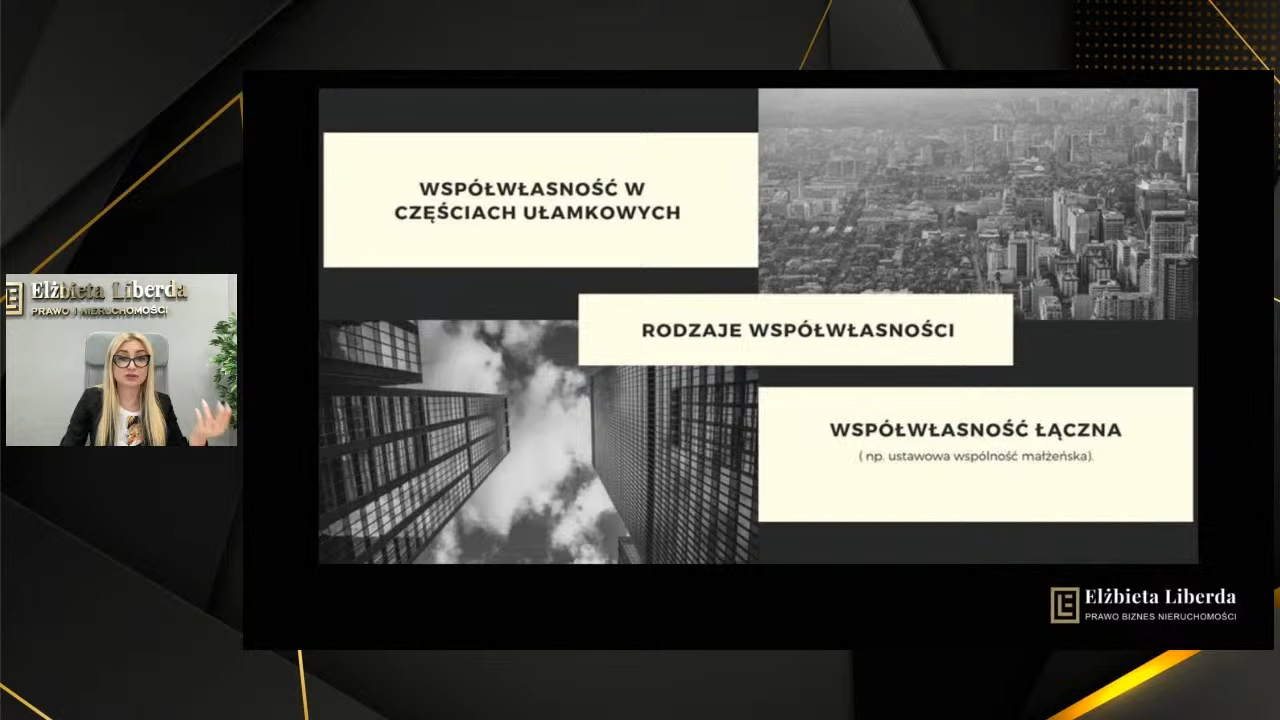 WSPÓŁWŁASNOŚĆ W
CZĘŚCIACH UŁAMKOWYCH
RODZAJE WSPÓŁWŁASNOŚCI
WSPÓŁWŁASNOŚĆ ŁĄCZNA
( np. ustawowa wspólność małżeńska).
Elżbieta Liberda
PRAWO I NIERUCHOMOŚCI
Elżbieta Liberda
PRAWO BIZNES NIERUCHOMOŚCI